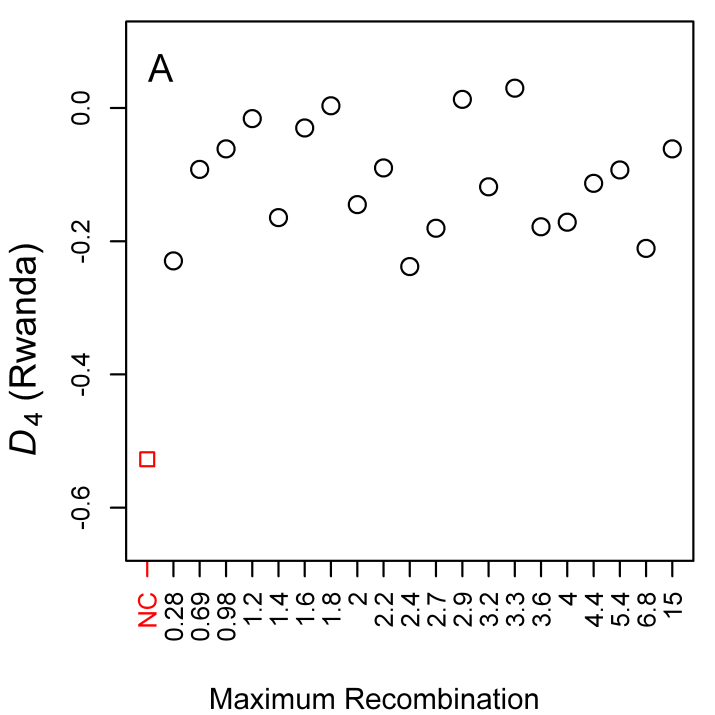 A
D4 (Rwanda)
0.0
-0.2
-0.4
-0.6
NC 0.28 0.69 0.98 1.2 1.4 1.6 1.8 2 2.2 2.4 2.7 2.9 3.2 3.3 3.6 4 4.4 5.4 6.8 15
Maximum Recombination